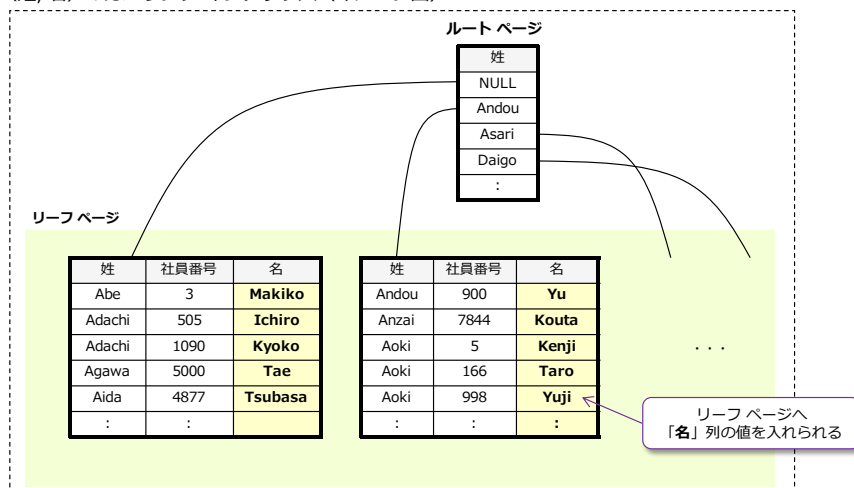 ルート ページ
姓
NULL
Andou
Asari
Daigo
:
リーフ ページ
姓 社員番号 名
Abe 3 Makiko
Adachi 505 Ichiro
Adachi 1090 Kyoko
Agawa 5000 Tae
Aida 4877 Tsubasa
: :
姓 社員番号 名
Andou 900 Yu
Anzai 7844 Kouta
Aoki 5 Kenji
Aoki 166 Taro
Aoki 998 Yuji
: : :
. . .
リーフ ページへ
「名」列の値を入れられる